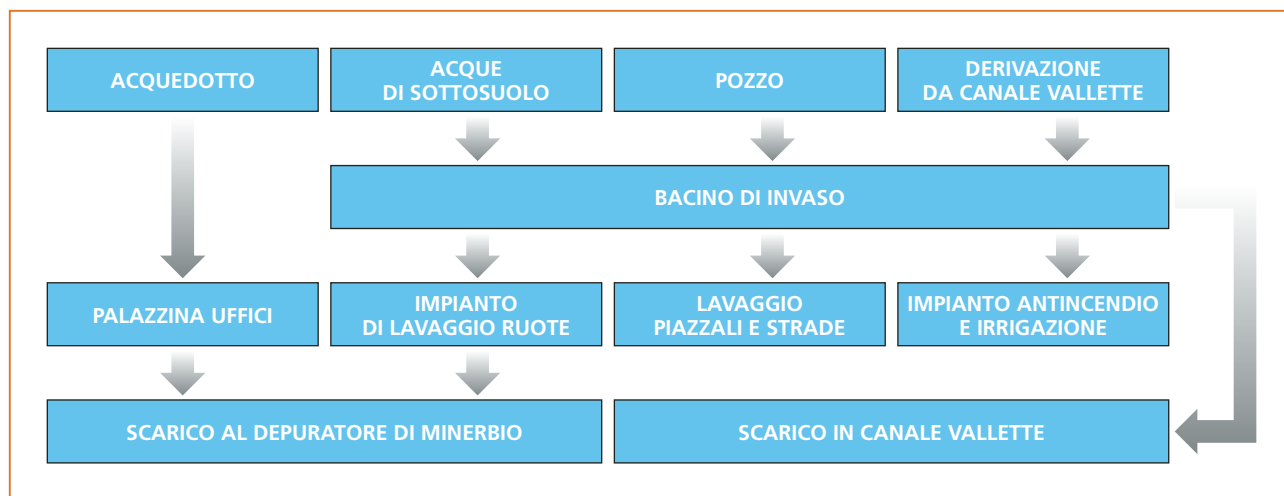 ACQUEDOTTO
ACQUE
DI SOTTOSUOLO
POZZO
DERIVAZIONE
DA CANALE VALLETTE
BACINO DI INVASO
PALAZZINA UFFICI
IMPIANTO
DI LAVAGGIO RUOTE
LAVAGGIO
PIAZZALI E STRADE
IMPIANTO ANTINCENDIO
E IRRIGAZIONE
SCARICO AL DEPURATORE DI MINERBIO
SCARICO IN CANALE VALLETTE